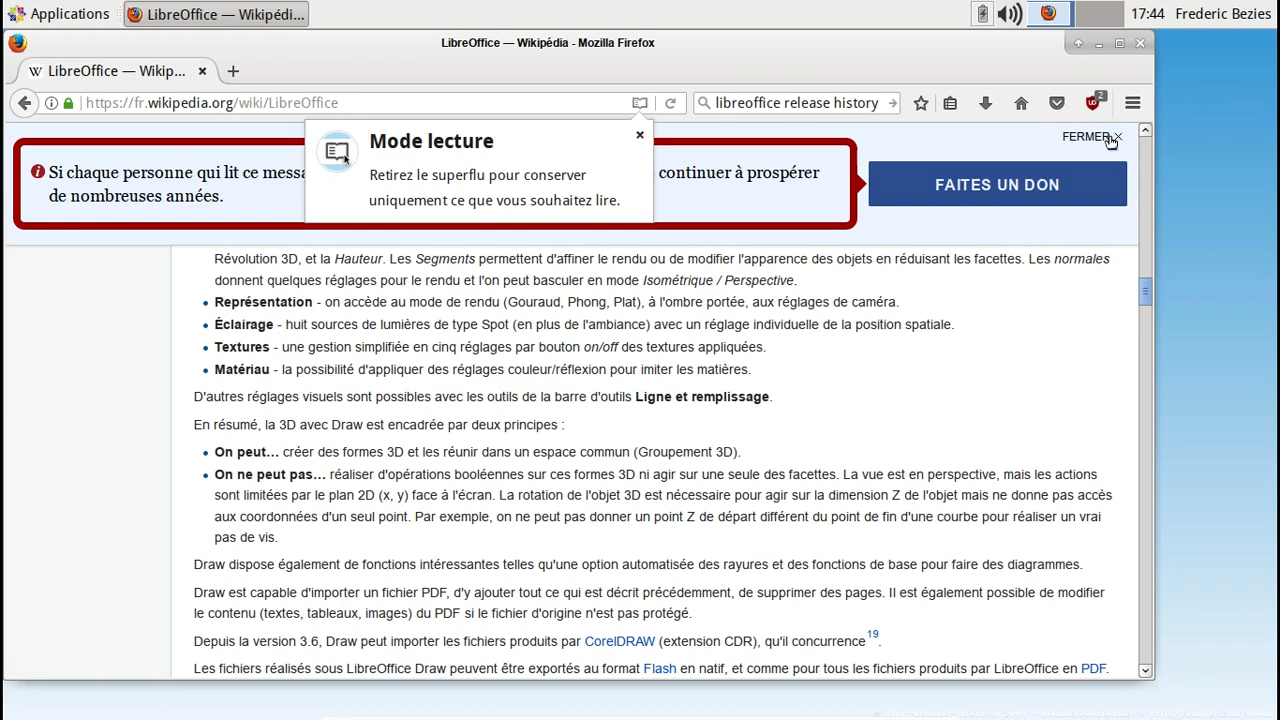 Applications
LibreOffice — Wikipédi...
17:44 Frederic Bezies
LibreOffice — Wikipédia - Mozilla Firefox
W LibreOffice — Wikip...
https://fr.wikipedia.org/wiki/LibreOffice
libreoffice release history
2
Mode lecture
Retirez le superflu pour conserver
uniquement ce que vous souhaitez lire.
FERMER
Si chaque personne qui lit ce messa
continuer à prospérer
de nombreuses années.
FAITES UN DON
Révolution 3D, et la Hauteur. Les Segments permettent d'affiner le rendu ou de modifier l'apparence des objets en réduisant les facettes. Les normales
donnent quelques réglages pour le rendu et l'on peut basculer en mode Isométrique / Perspective.
Représentation - on accède au mode de rendu (Gouraud, Phong, Plat), à l'ombre portée, aux réglages de caméra.
Éclairage - huit sources de lumières de type Spot (en plus de l'ambiance) avec un réglage individuelle de la position spatiale.
Textures - une gestion simplifiée en cinq réglages par bouton on/off des textures appliquées.
Matériau - la possibilité d'appliquer des réglages couleur/réflexion pour imiter les matières.
D'autres réglages visuels sont possibles avec les outils de la barre d'outils Ligne et remplissage.
En résumé, la 3D avec Draw est encadrée par deux principes :
On peut… créer des formes 3D et les réunir dans un espace commun (Groupement 3D).
On ne peut pas… réaliser d'opérations booléennes sur ces formes 3D ni agir sur une seule des facettes. La vue est en perspective, mais les actions
sont limitées par le plan 2D (x, y) face à l'écran. La rotation de l'objet 3D est nécessaire pour agir sur la dimension Z de l'objet mais ne donne pas accès
aux coordonnées d'un seul point. Par exemple, on ne peut pas donner un point Z de départ différent du point de fin d'une courbe pour réaliser un vrai
pas de vis.
Draw dispose également de fonctions intéressantes telles qu'une option automatisée des rayures et des fonctions de base pour faire des diagrammes.
Draw est capable d'importer un fichier PDF, d'y ajouter tout ce qui est décrit précédemment, de supprimer des pages. Il est également possible de modifier
le contenu (textes, tableaux, images) du PDF si le fichier d'origine n'est pas protégé.
Depuis la version 3.6, Draw peut importer les fichiers produits par CorelDRAW (extension CDR), qu'il concurrence 19.
Les fichiers réalisés sous LibreOffice Draw peuvent être exportés au format Flash en natif, et comme pour tous les fichiers produits par LibreOffice en PDF.